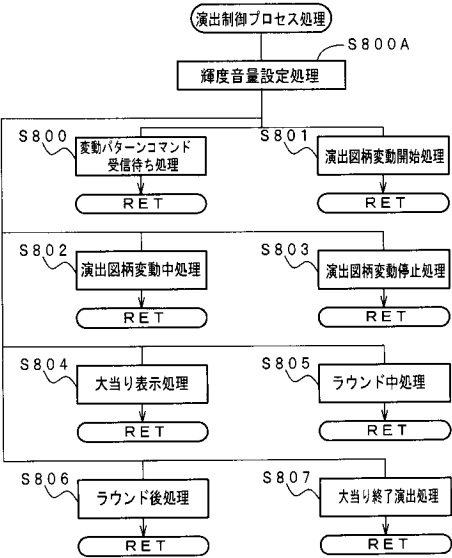 演出制御プロセス処理
S800A
輝度音量設定処理
S800
変動パターンコマンド
受信待ち処理
RET
S801
演出図柄変動開始処理
RET
S802
演出図柄変動中処理
RET
S803
演出図柄変動停止処理
RET
S804
大当り表示処理
RET
S805
ラウンド中処理
RET
S806
ラウンド後処理
RET
S807
大当り終了演出処理
RET